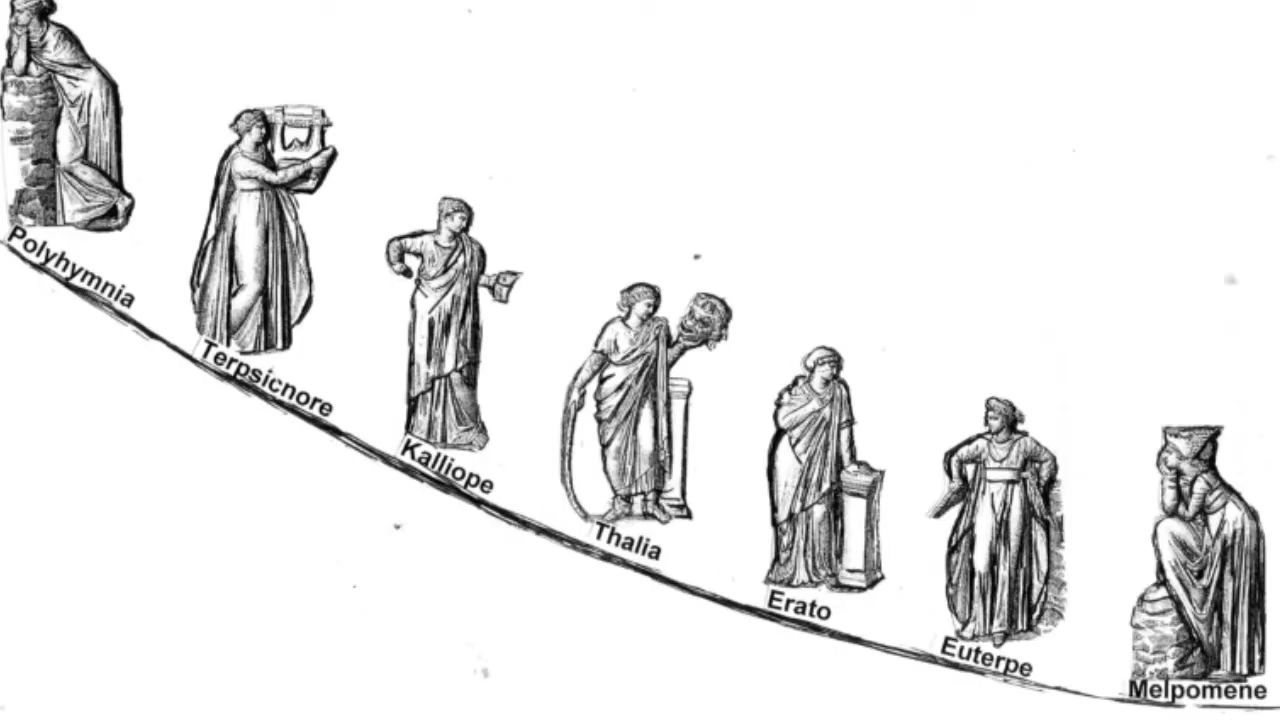 Polyhymnia
Terpsicnore
Kalliope
Thalia
Erato
Euterpe
Melpomene